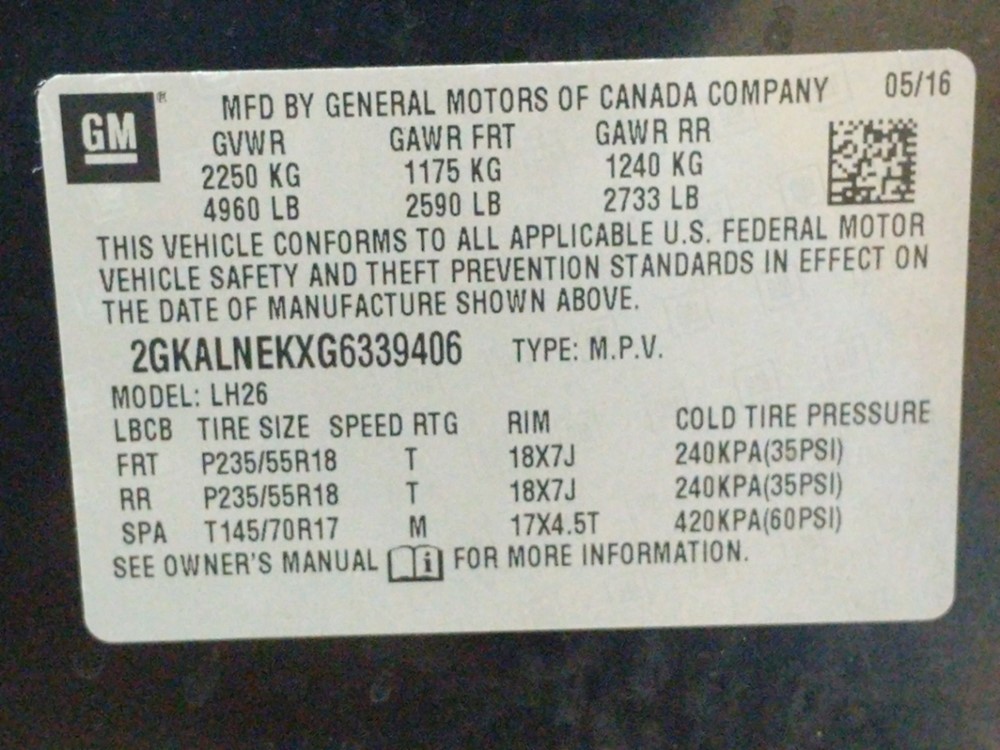 GM®
MFD BY GENERAL MOTORS OF CANADA COMPANY 05/16
GVWR GAWR FRT GAWR RR
2250 KG 1175 KG 1240 KG
4960 LB 2590 LB 2733 LB
THIS VEHICLE CONFORMS TO ALL APPLICABLE U.S. FEDERAL MOTOR
VEHICLE SAFETY AND THEFT PREVENTION STANDARDS IN EFFECT ON
THE DATE OF MANUFACTURE SHOWN ABOVE.
2GKALNEKXG6339406 TYPE: M.P.V.
MODEL: LH26
LBCB TIRE SIZE SPEED RTG RIM COLD TIRE PRESSURE
FRT P235/55R18 T 18X7J 240KPA(35PSI)
RR P235/55R18 T 18X7J 240KPA(35PSI)
SPA T145/70R17 M 17X4.5T 420KPA(60PSI)
SEE OWNER'S MANUAL i FOR MORE INFORMATION.